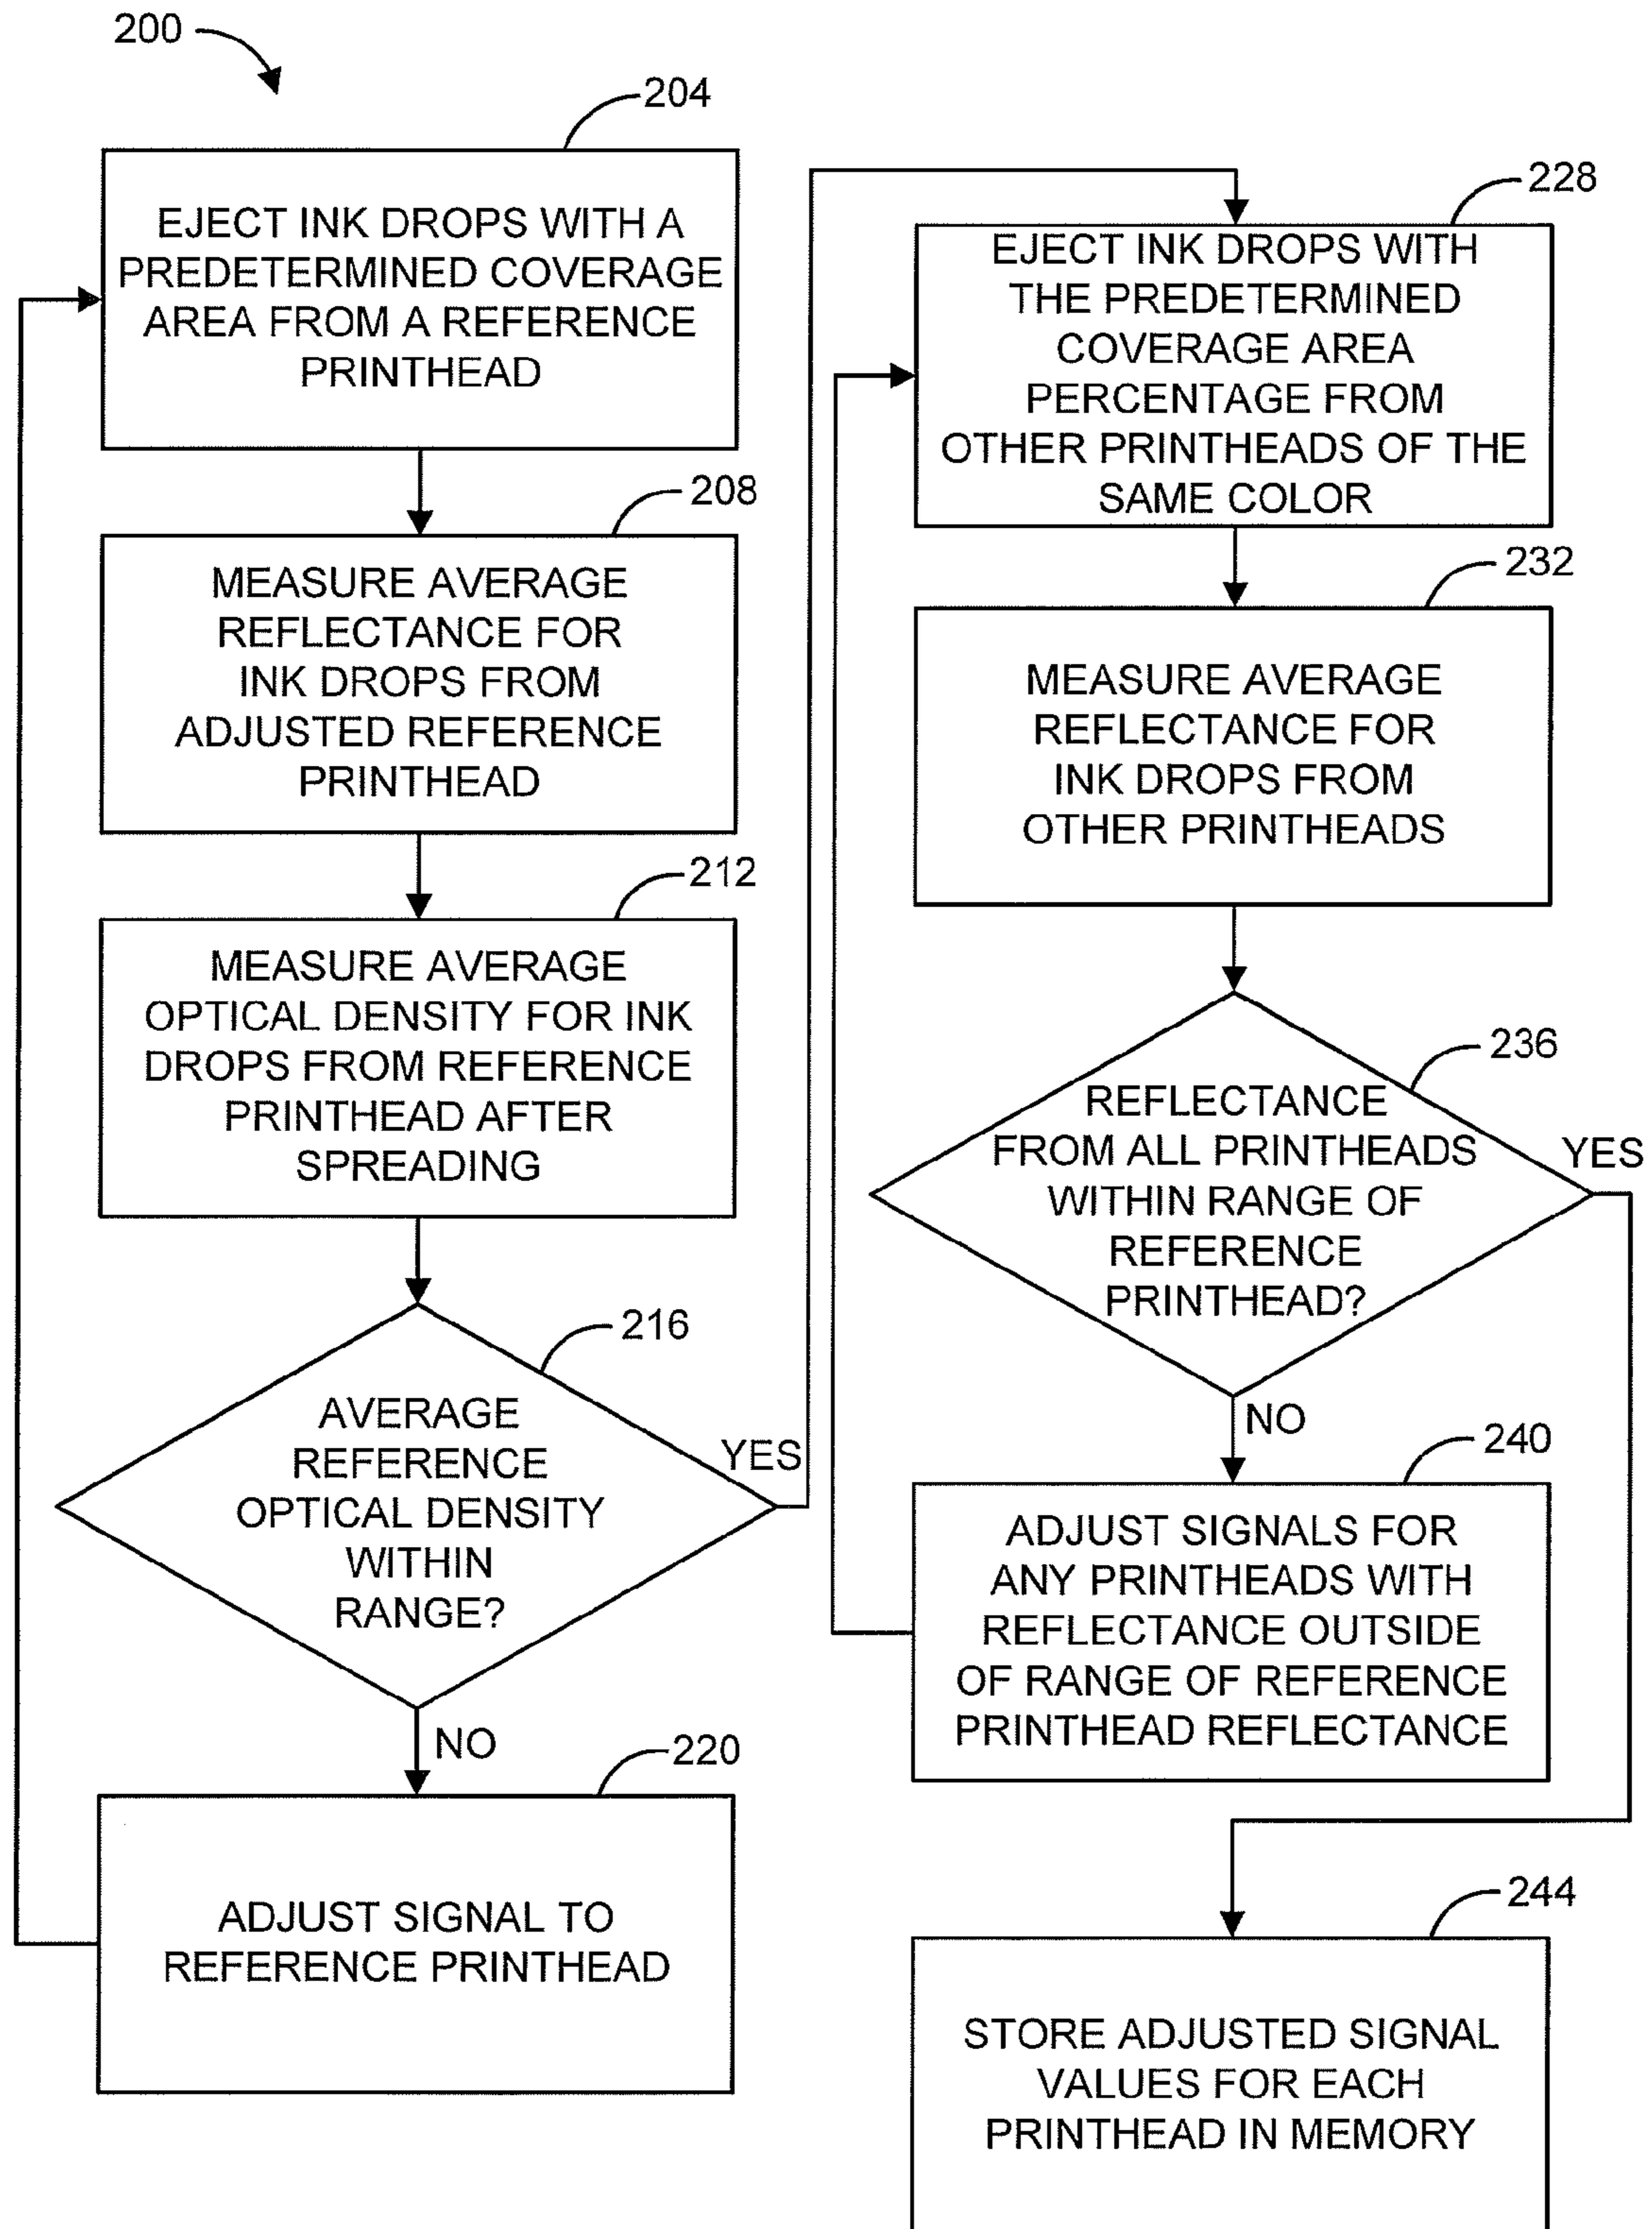 200
204
EJECT INK DROPS WITH A
PREDETERMINED COVERAGE
AREA FROM A REFERENCE
PRINTHEAD
208
MEASURE AVERAGE
REFLECTANCE FOR
INK DROPS FROM
ADJUSTED REFERENCE
PRINTHEAD
212
MEASURE AVERAGE
OPTICAL DENSITY FOR INK
DROPS FROM REFERENCE
PRINTHEAD AFTER
SPREADING
216
AVERAGE
REFERENCE
OPTICAL DENSITY
WITHIN
RANGE?
YES
NO
220
ADJUST SIGNAL TO
REFERENCE PRINTHEAD
228
EJECT INK DROPS WITH
THE PREDETERMINED
COVERAGE AREA
PERCENTAGE FROM
OTHER PRINTHEADS OF THE
SAME COLOR
232
MEASURE AVERAGE
REFLECTANCE FOR
INK DROPS FROM
OTHER PRINTHEADS
236
REFLECTANCE
FROM ALL PRINTHEADS
WITHIN RANGE OF
REFERENCE
PRINTHEAD?
YES
NO
240
ADJUST SIGNALS FOR
ANY PRINTHEADS WITH
REFLECTANCE OUTSIDE
OF RANGE OF REFERENCE
PRINTHEAD REFLECTANCE
244
STORE ADJUSTED SIGNAL
VALUES FOR EACH
PRINTHEAD IN MEMORY